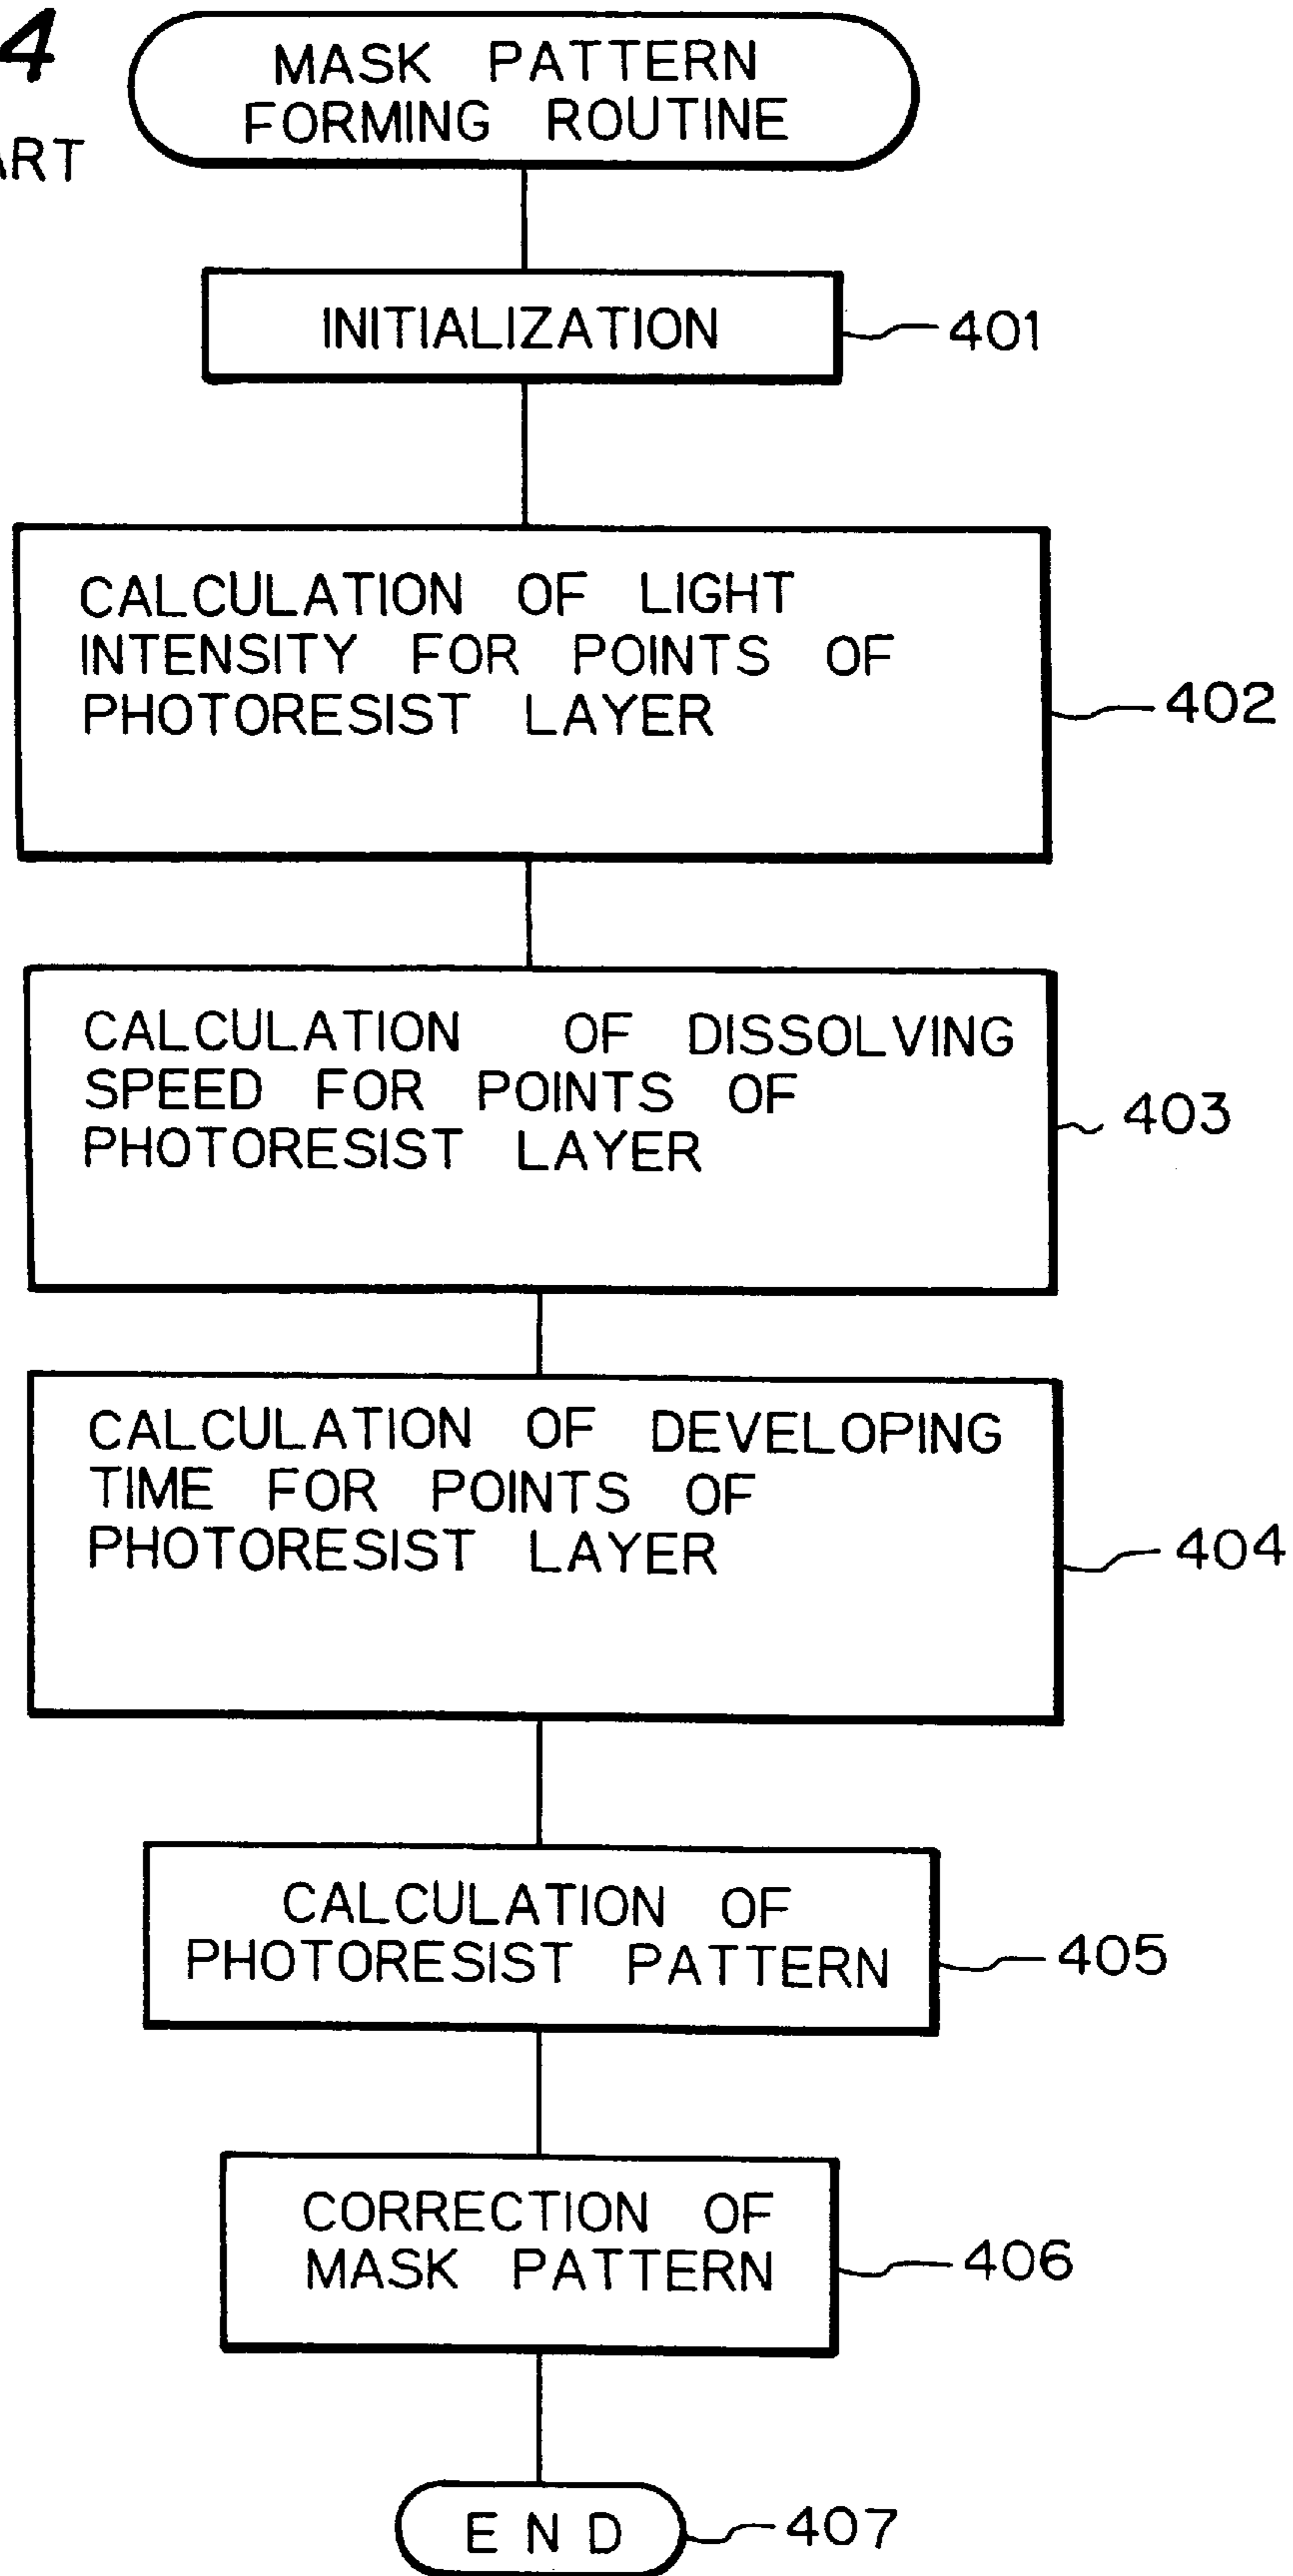 4
ART
MASK PATTERN
FORMING ROUTINE
INITIALIZATION
401
CALCULATION OF LIGHT
INTENSITY FOR POINTS OF
PHOTORESIST LAYER
402
CALCULATION OF DISSOLVING
SPEED FOR POINTS OF
PHOTORESIST LAYER
403
CALCULATION OF DEVELOPING
TIME FOR POINTS OF
PHOTORESIST LAYER
404
CALCULATION OF
PHOTORESIST PATTERN
405
CORRECTION OF
MASK PATTERN
406
END
407